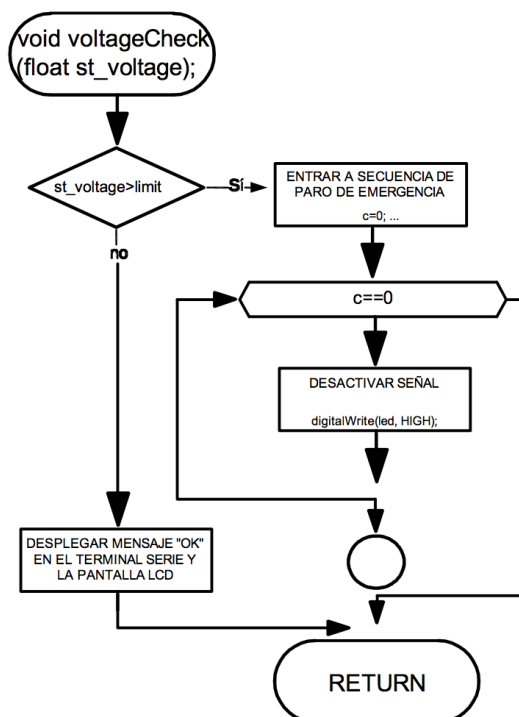 void voltageCheck
(float st_voltage);
st_voltage>limit
Sí
no
ENTRAR A SECUENCIA DE
PARO DE EMERGENCIA
c=0; ...
c==0
DESACTIVAR SEÑAL
digitalWrite(led, HIGH);
DESPLEGAR MENSAJE "OK"
EN EL TERMINAL SERIE Y
LA PANTALLA LCD
RETURN